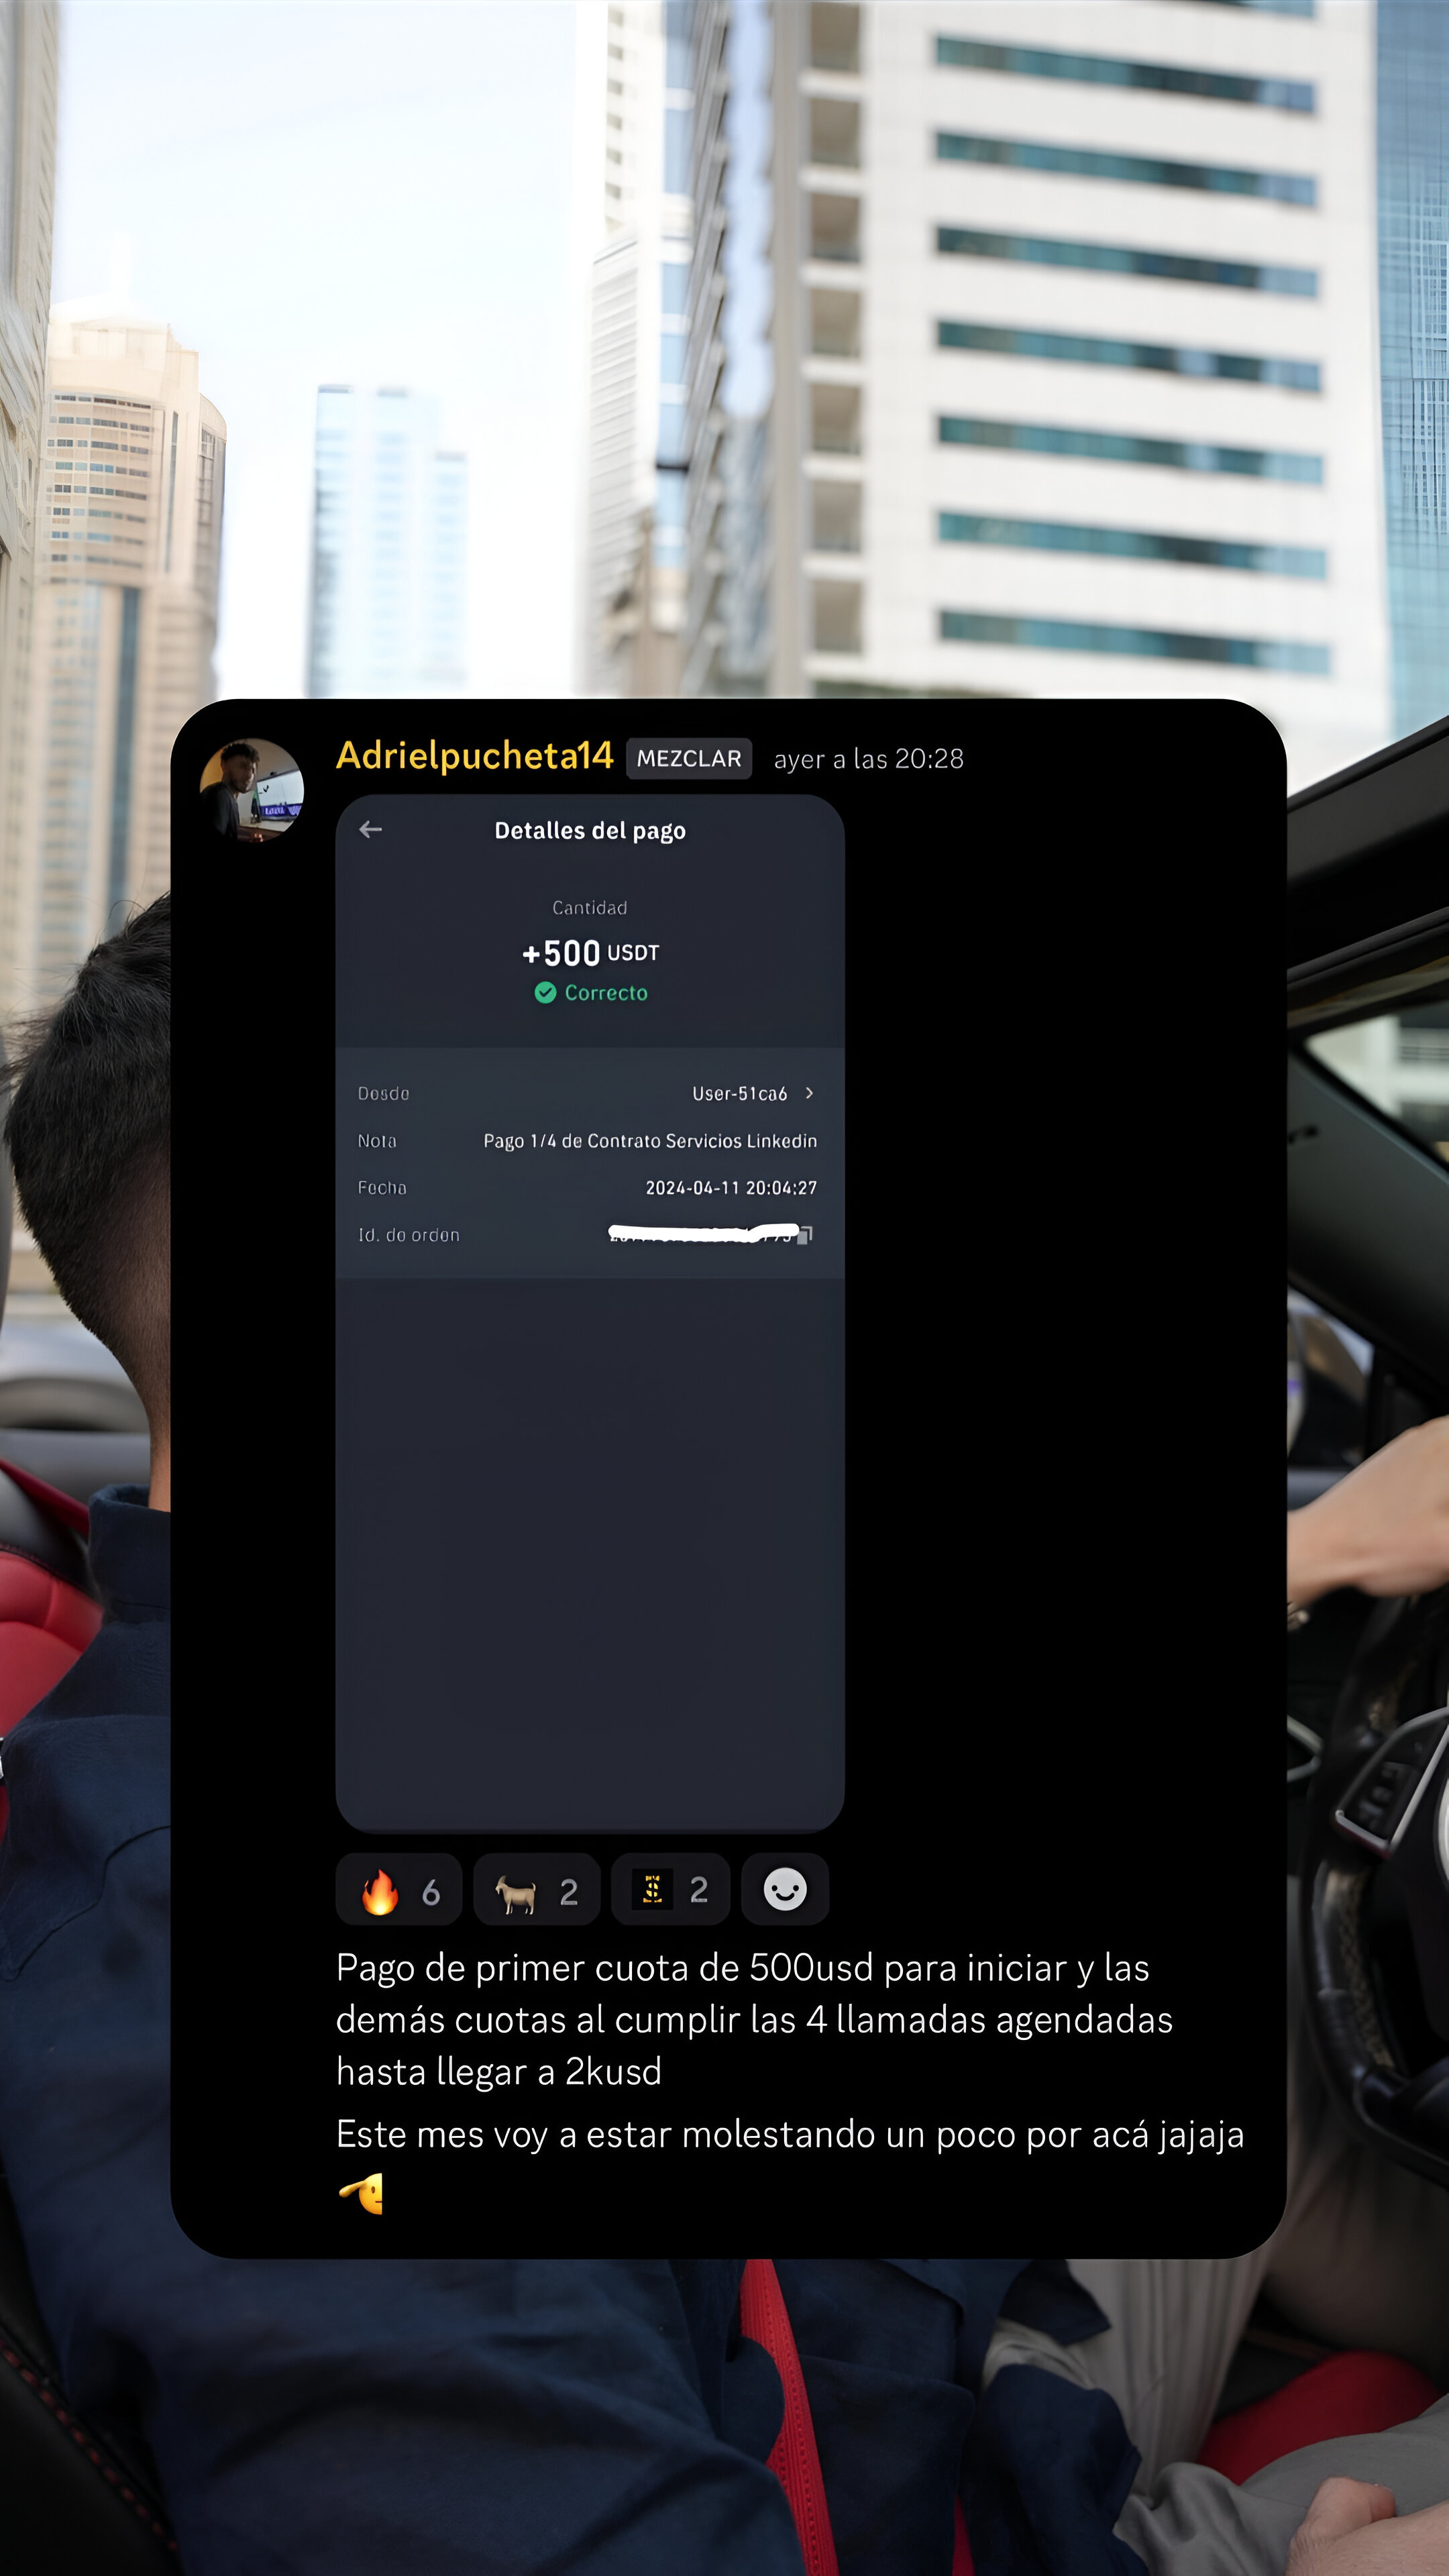 Adrielpucheta14 MEZCLAR ayer a las 20:28
Detalles del pago
Cantidad
+500 USDT
Correcto
Desde User-51ca6
Nota Pago 1/4 de Contrato Servicios Linkedin
Fecha 2024-04-11 20:04:27
Id. de orden
6 2 2
Pago de primer cuota de 500usd para iniciar y las
demás cuotas al cumplir las 4 llamadas agendadas
hasta llegar a 2kusd
Este mes voy a estar molestando un poco por acá jajaja